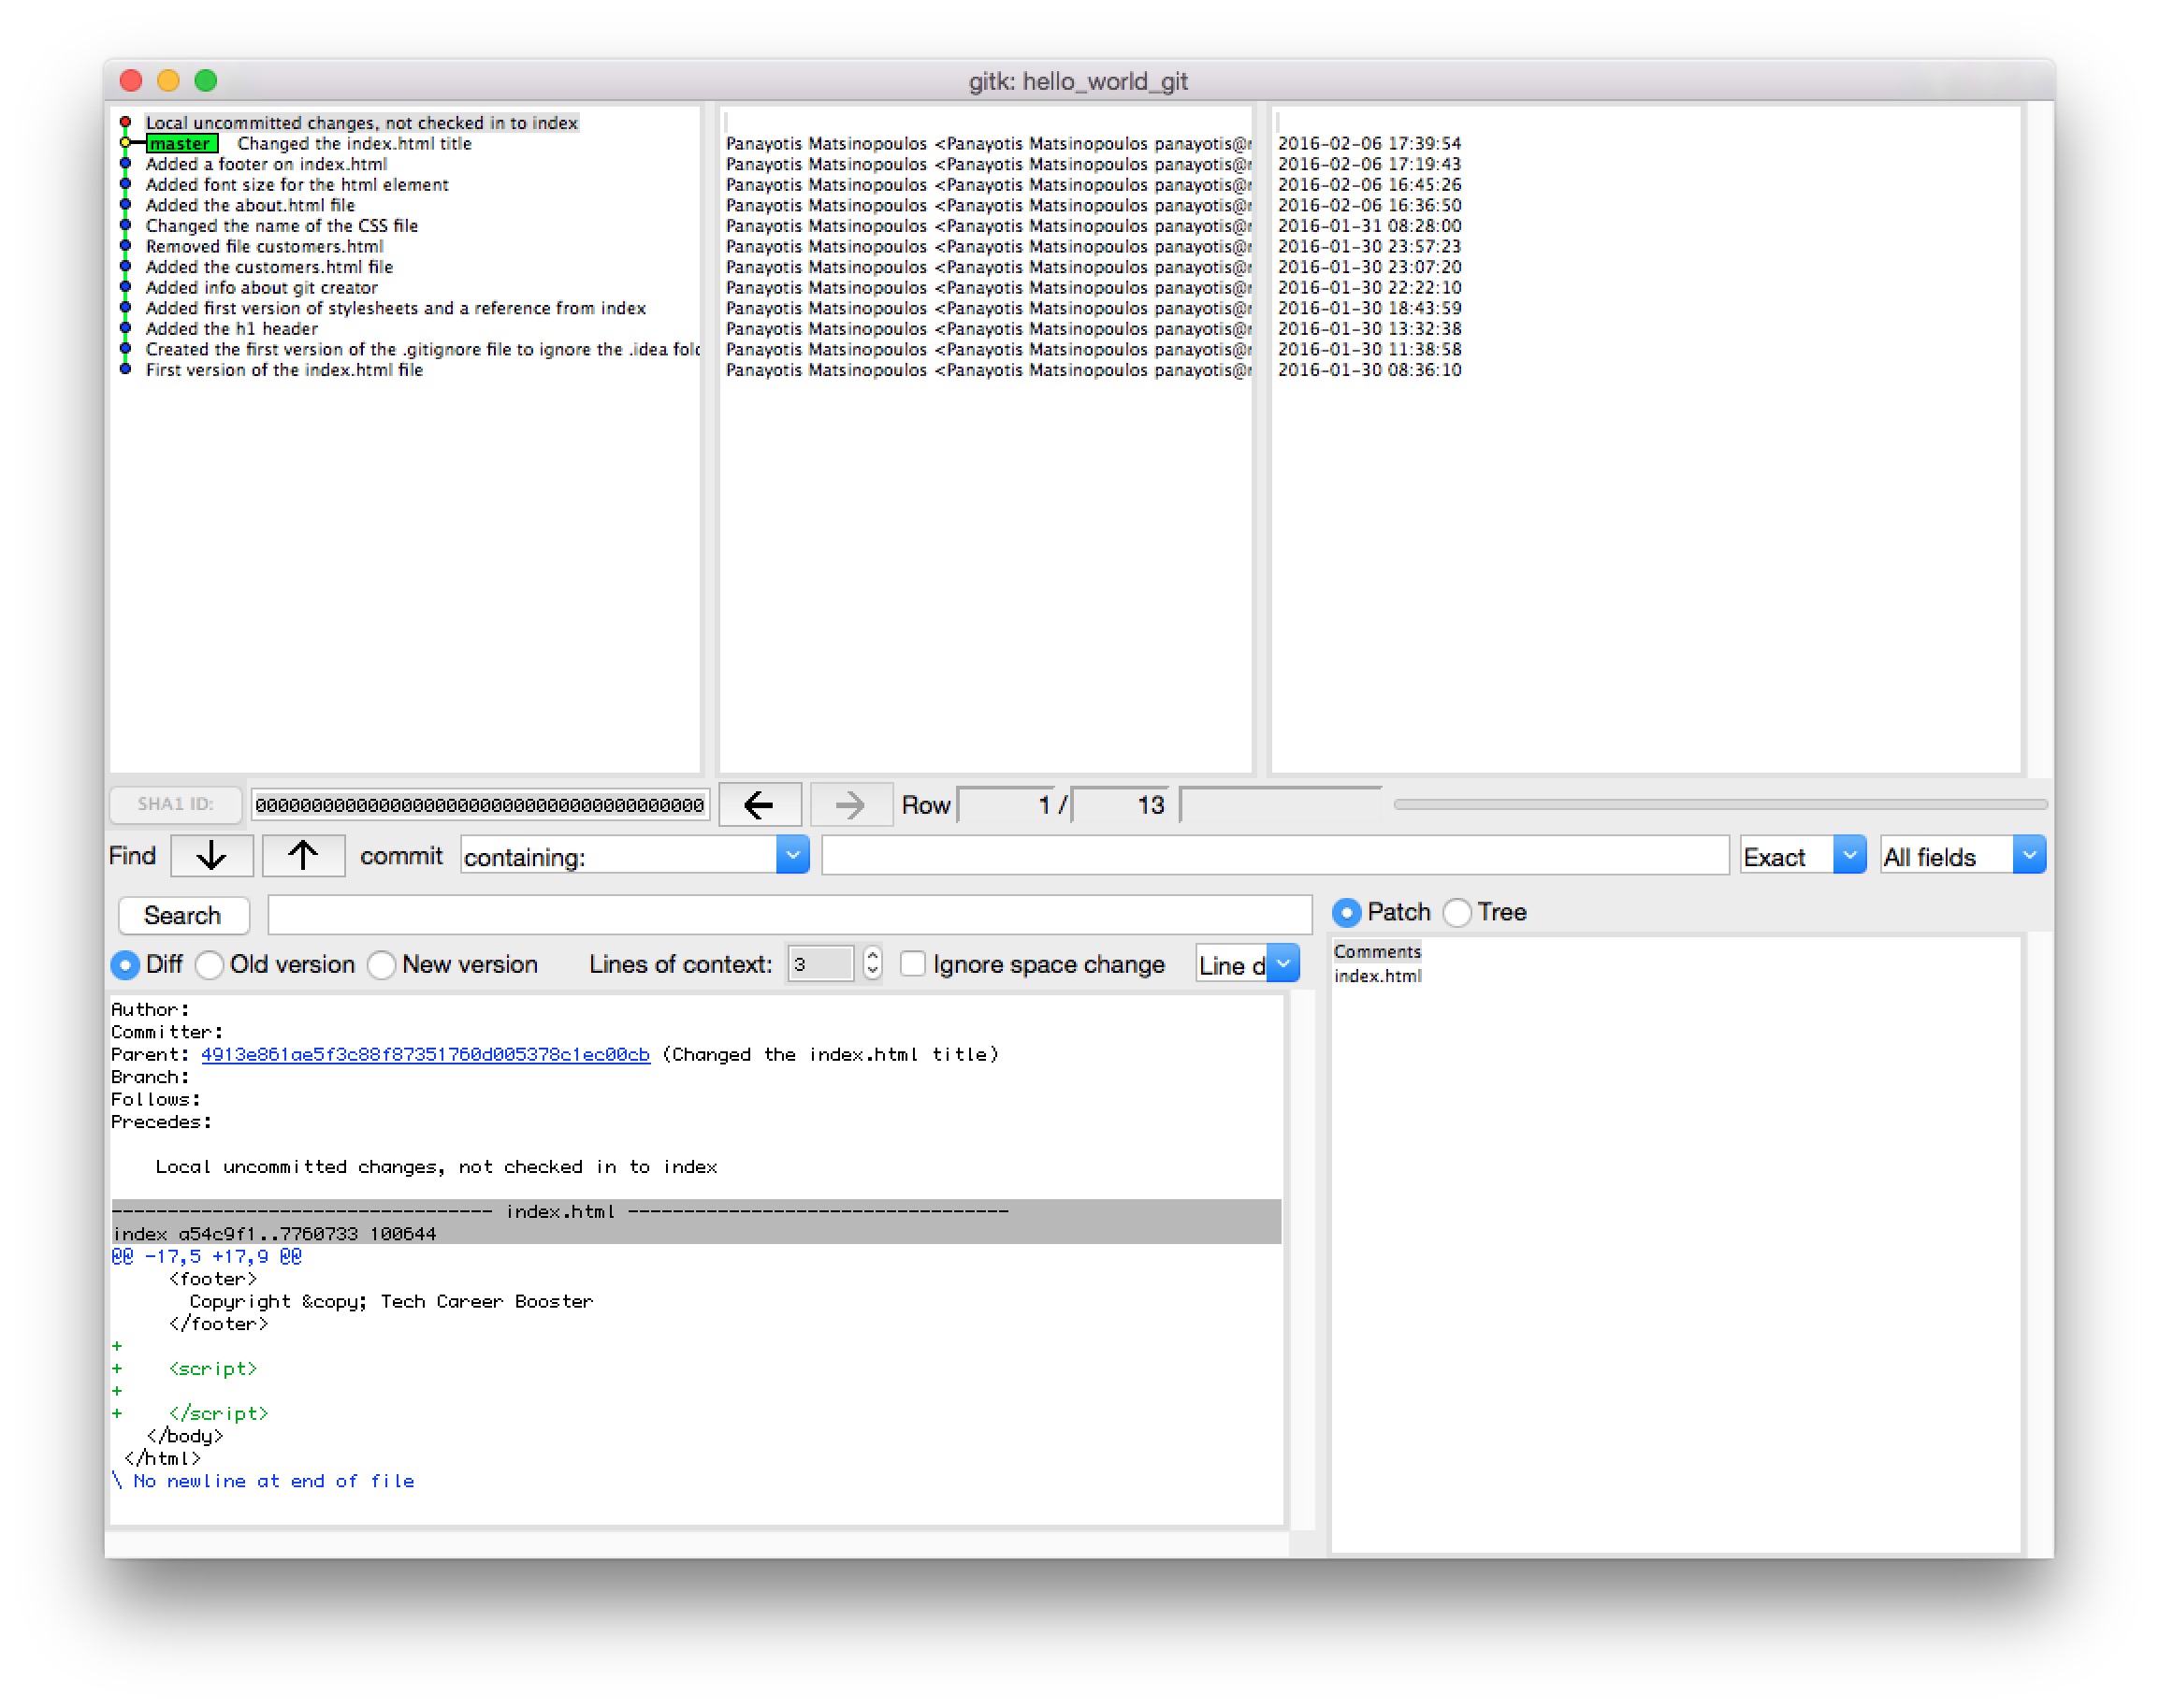 gitk: hello_world_git
Local uncommitted changes, not checked in to index
master Changed the index.html title Panayotis Matsinopoulos <Panayotis Matsinopoulos panayotis@r 2016-02-06 17:39:54
Added a footer on index.html Panayotis Matsinopoulos <Panayotis Matsinopoulos panayotis@r 2016-02-06 17:19:43
Added font size for the html element Panayotis Matsinopoulos <Panayotis Matsinopoulos panayotis@r 2016-02-06 16:45:26
Added the about.html file Panayotis Matsinopoulos <Panayotis Matsinopoulos panayotis@r 2016-02-06 16:36:50
Changed the name of the CSS file Panayotis Matsinopoulos <Panayotis Matsinopoulos panayotis@r 2016-01-31 08:28:00
Removed file customers.html Panayotis Matsinopoulos <Panayotis Matsinopoulos panayotis@r 2016-01-30 23:57:23
Added the customers.html file Panayotis Matsinopoulos <Panayotis Matsinopoulos panayotis@r 2016-01-30 23:07:20
Added info about git creator Panayotis Matsinopoulos <Panayotis Matsinopoulos panayotis@r 2016-01-30 22:22:10
Added first version of stylesheets and a reference from index Panayotis Matsinopoulos <Panayotis Matsinopoulos panayotis@r 2016-01-30 18:43:59
Added the h1 header Panayotis Matsinopoulos <Panayotis Matsinopoulos panayotis@r 2016-01-30 13:32:38
Created the first version of the .gitignore file to ignore the .idea fold Panayotis Matsinopoulos <Panayotis Matsinopoulos panayotis@r 2016-01-30 11:38:58
First version of the index.html file Panayotis Matsinopoulos <Panayotis Matsinopoulos panayotis@r 2016-01-30 08:36:10
SHA1 ID: 0000000000000000000000000000000000000000 Row 1 / 13
Find commit containing: Exact All fields
Search Patch Tree
Diff Old version New version Lines of context: 3 Ignore space change Line d
Comments
index.html
Author:
Committer:
Parent: 4913e861ae5f3c88f87351760d005378c1ec00cb (Changed the index.html title)
Branch:
Follows:
Precedes:
Local uncommitted changes, not checked in to index
---------------------------------- index.html ----------------------------------
index a54c9f1..7760733 100644
@@ -17,5 +17,9 @@
<footer>
Copyright &copy; Tech Career Booster
</footer>
+
+ <script>
+
+ </script>
</body>
</html>
\ No newline at end of file